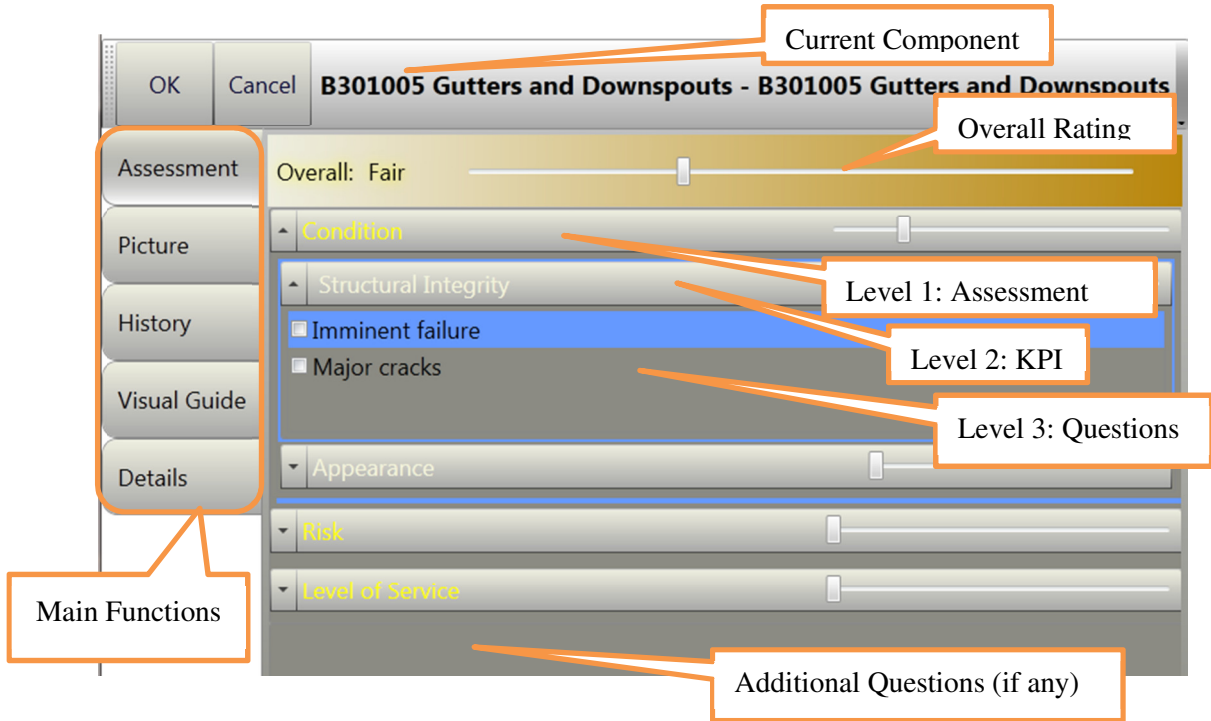 Current Component
OK
Cancel
B301005 Gutters and Downspouts - B301005 Gutters and Downspouts
Overall Rating
Assessment
Overall: Fair
Picture
Condition
Structural Integrity
Level 1: Assessment
History
Imminent failure
Level 2: KPI
Major cracks
Visual Guide
Level 3: Questions
Appearance
Details
Risk
Level of Service
Main Functions
Additional Questions (if any)